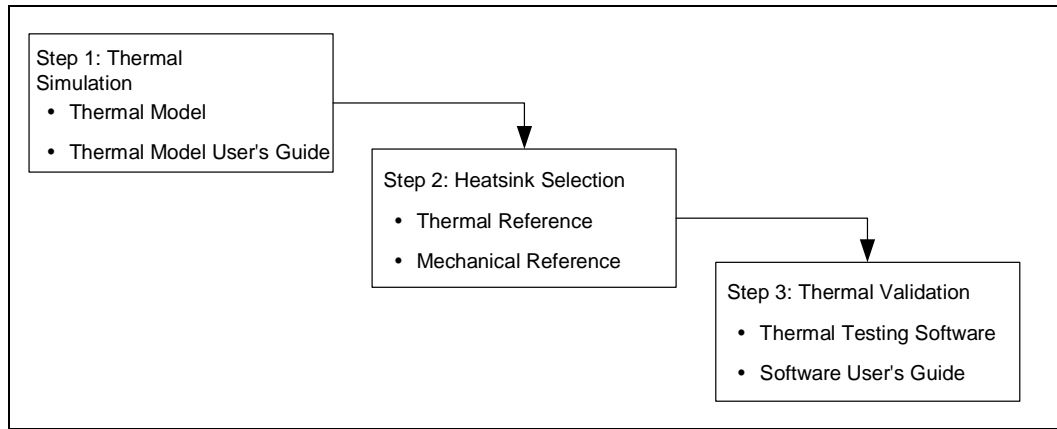 Step 1: Thermal
Simulation
• Thermal Model
• Thermal Model User's Guide
Step 2: Heatsink Selection
• Thermal Reference
• Mechanical Reference
Step 3: Thermal Validation
• Thermal Testing Software
• Software User's Guide